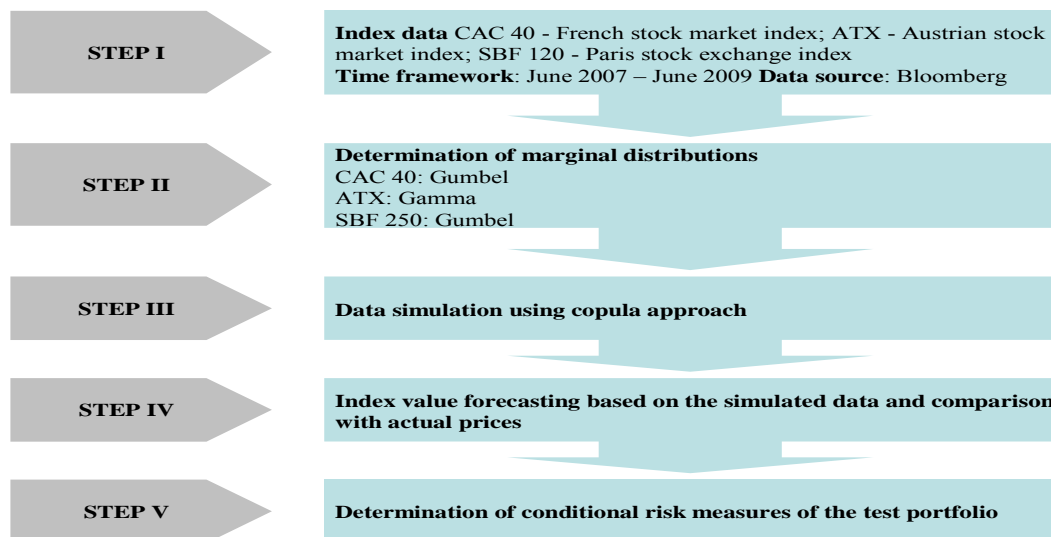 STEP I
Index data CAC 40 - French stock market index; ATX - Austrian stock
market index; SBF 120 - Paris stock exchange index
Time framework: June 2007 – June 2009 Data source: Bloomberg
STEP II
Determination of marginal distributions
CAC 40: Gumbel
ATX: Gamma
SBF 250: Gumbel
STEP III
Data simulation using copula approach
STEP IV
Index value forecasting based on the simulated data and comparison
with actual prices
STEP V
Determination of conditional risk measures of the test portfolio